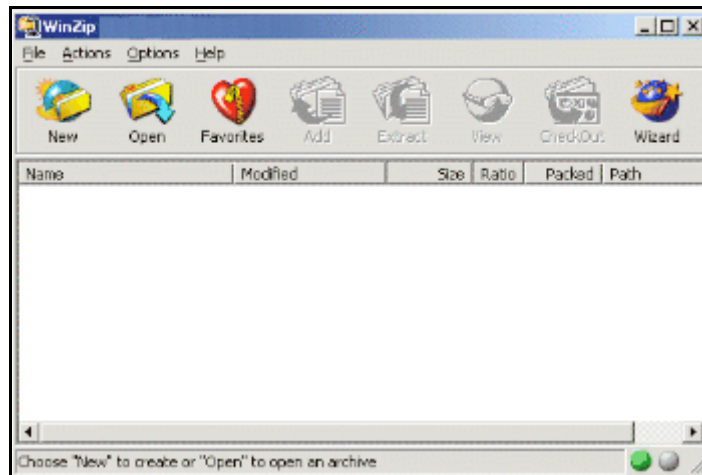 WinZip
File Actions Options Help
New Open Favorites Add Extract View CheckOut Wizard
Name Modified Size Ratio Packed Path
Choose "New" to create or "Open" to open an archive